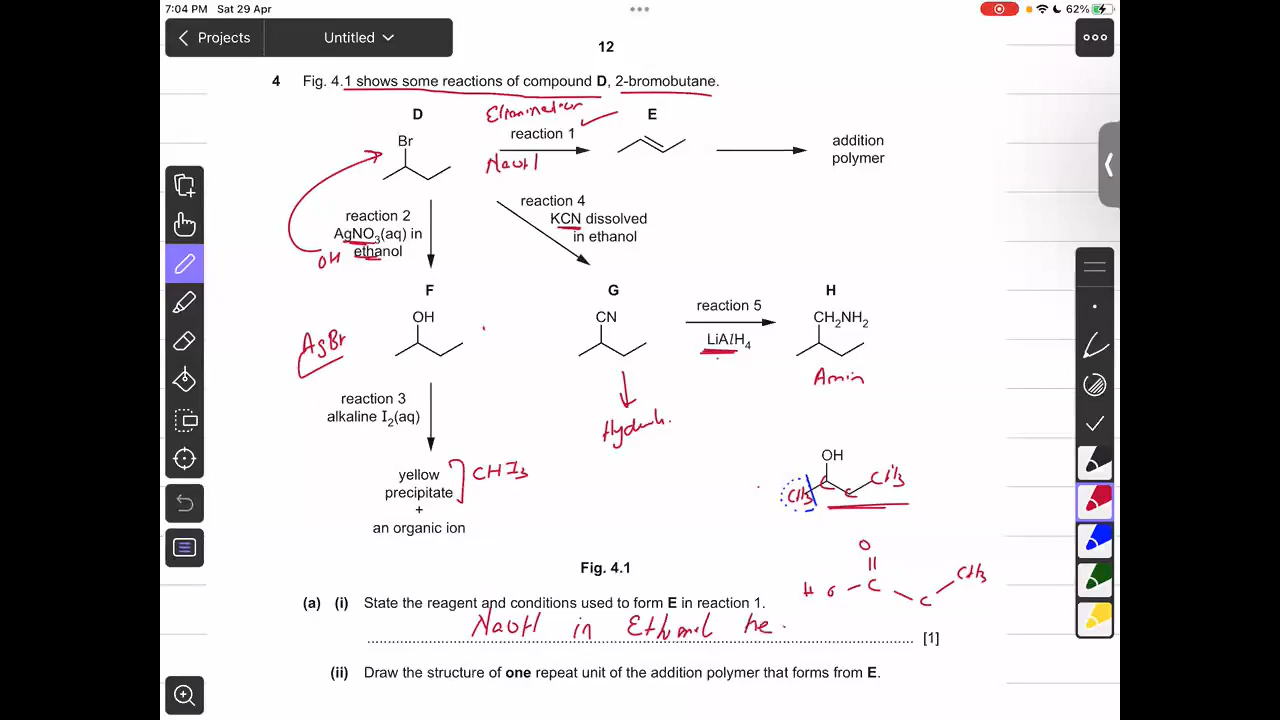 7:04 PM Sat 29 Apr
62%
Projects
Untitled
12
4 Fig. 4.1 shows some reactions of compound D, 2-bromobutane.
Elimination
D
reaction 1
E
Br
NaOH
addition
polymer
reaction 2
AgNO3(aq) in
ethanol
OH
reaction 4
KCN dissolved
in ethanol
F
G
H
OH
CN
reaction 5
LiAlH4
CH2NH2
AgBr
Amin
reaction 3
alkaline I2(aq)
yellow
precipitate
+
an organic ion
CHI3
OH
CH3 C C CH3
O
H O C C CH3
Fig. 4.1
(a) (i) State the reagent and conditions used to form E in reaction 1.
NaOH in Ethanol he
[1]
(ii) Draw the structure of one repeat unit of the addition polymer that forms from E.